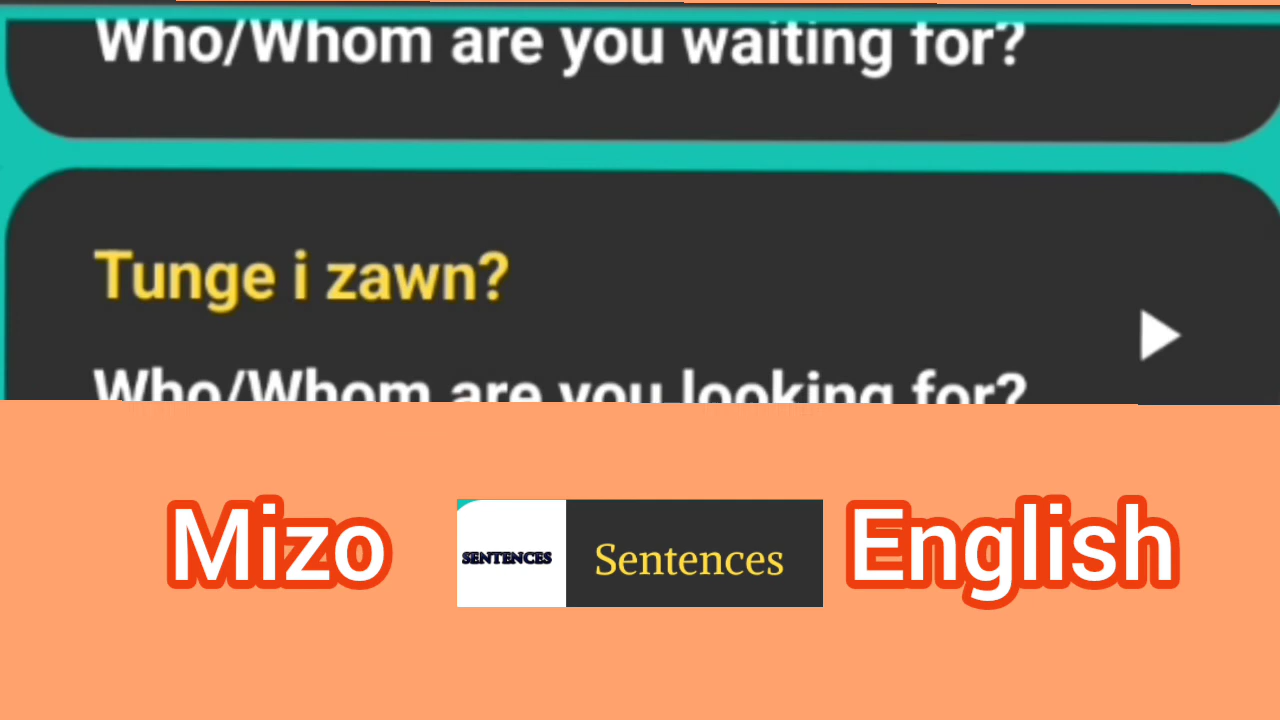 Who/Whom are you waiting for?
Tunge i zawn?
Who/Whom are you looking for?
Mizo
SENTENCES
Sentences
English